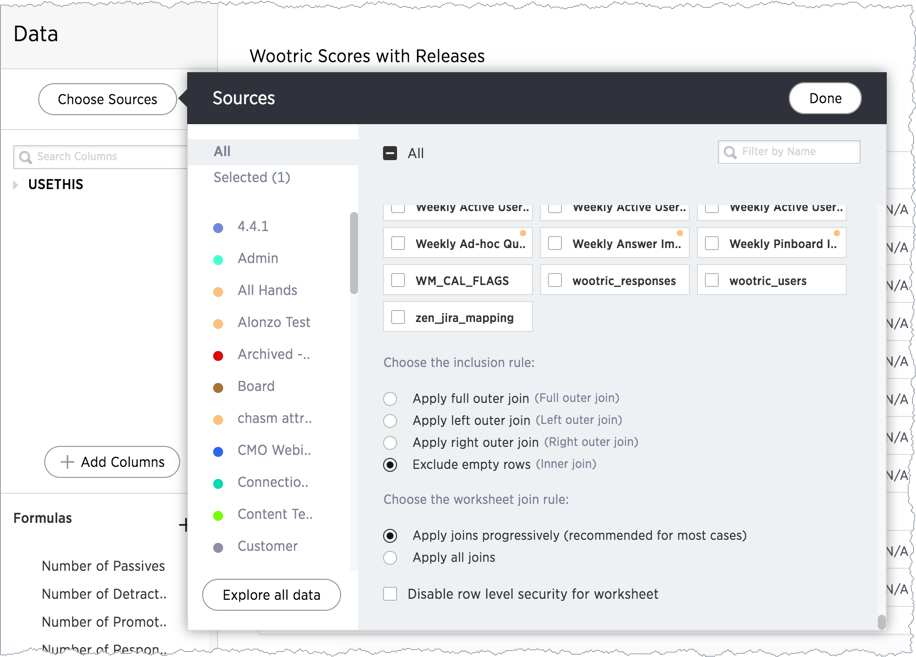 Data
Wootric Scores with Releases
Choose Sources
Sources
Done
Search Columns
USETHIS
All
Selected (1)
4.4.1
Admin
All Hands
Alonzo Test
Archived -..
Board
chasm attr..
CMO Webi..
Connectio..
Content Te..
Customer
Explore all data
All
Filter by Name
Weekly Active User.. Weekly Active User.. Weekly Active User..
Weekly Ad-hoc Qu.. Weekly Answer Im.. Weekly Pinboard I..
WM_CAL_FLAGS wootric_responses wootric_users
zen_jira_mapping
Choose the inclusion rule:
Apply full outer join (Full outer join)
Apply left outer join (Left outer join)
Apply right outer join (Right outer join)
Exclude empty rows (Inner join)
Choose the worksheet join rule:
Apply joins progressively (recommended for most cases)
Apply all joins
Disable row level security for worksheet
Add Columns
Formulas
+
Number of Passives
Number of Detract..
Number of Promot..
Number of Respon..
N/A
N/A
N/A
N/A
N/A
N/A
N/A
N/A
N/A
N/A